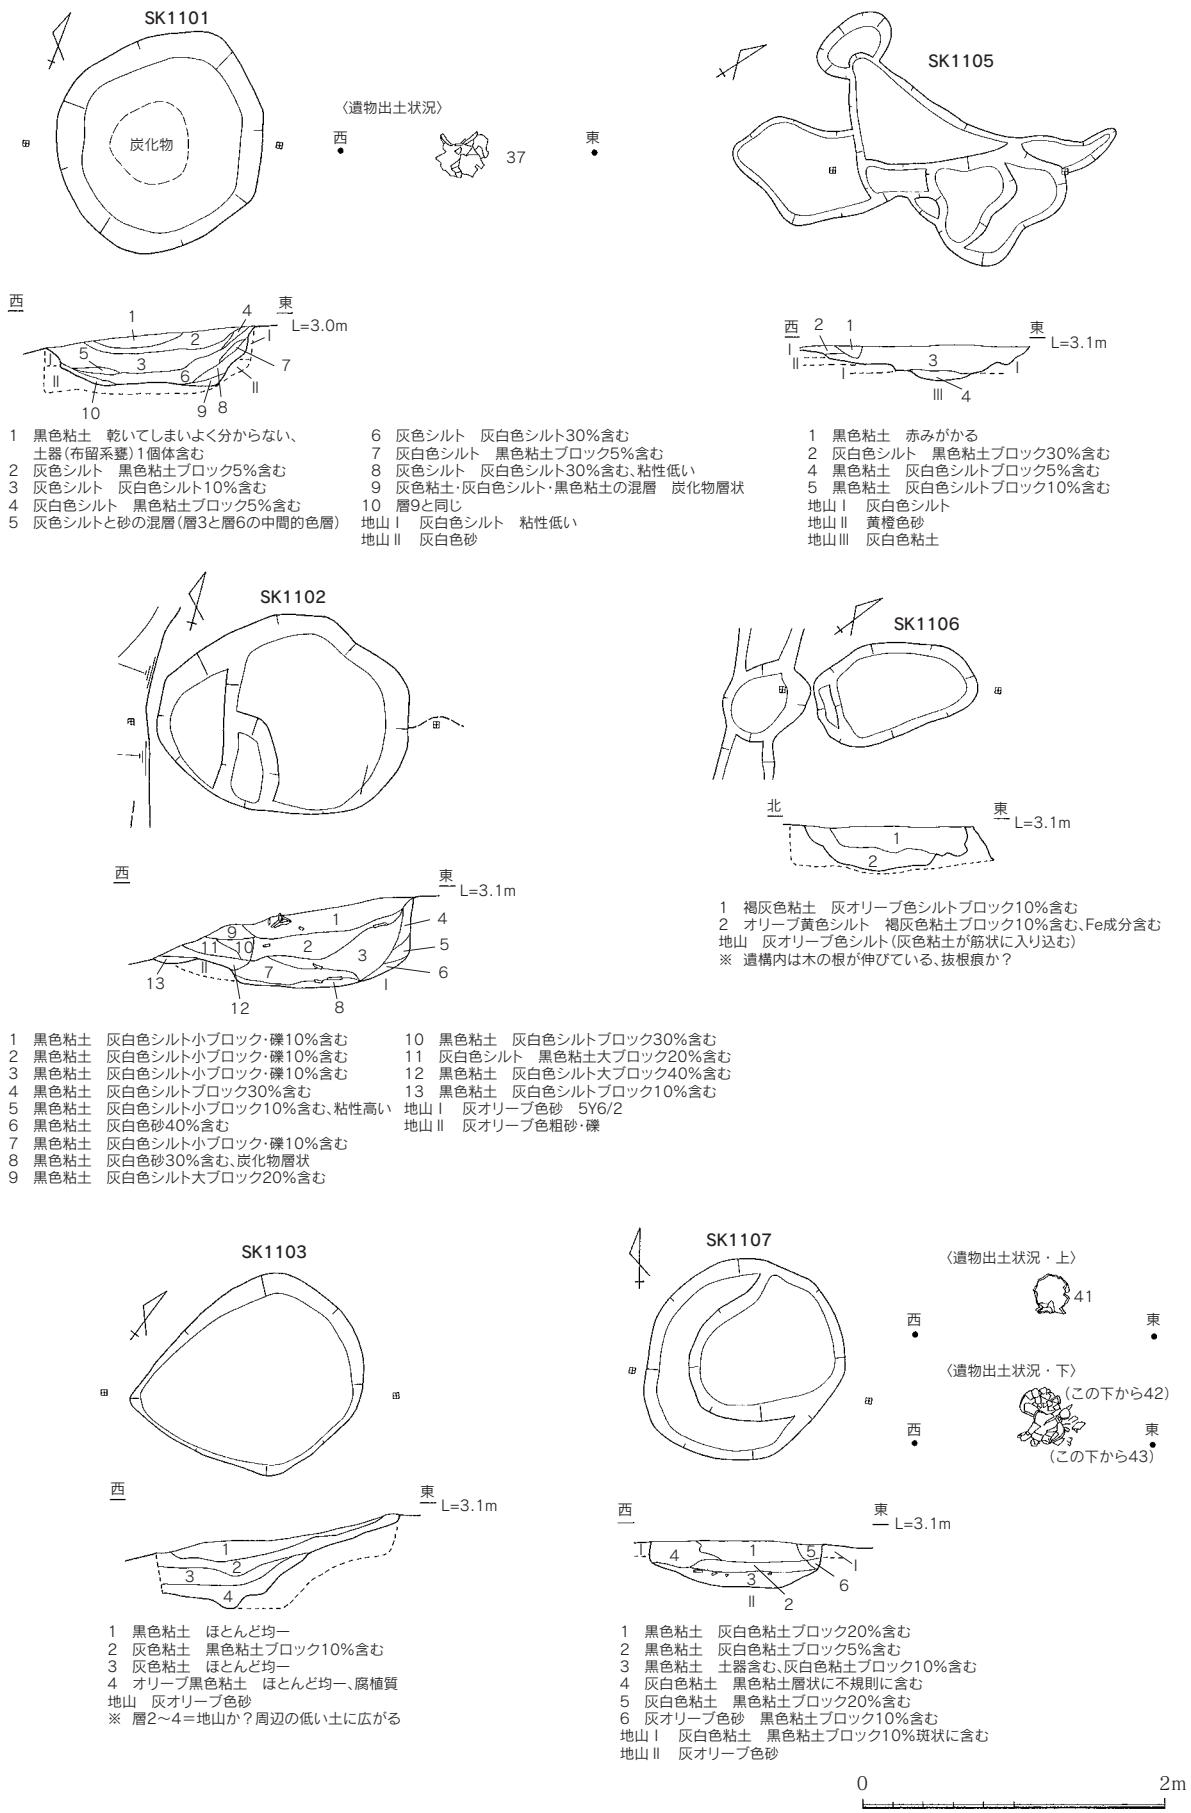 SK1101
炭化物
〈遺物出土状況〉
西
東
37
西
東
L=3.0m
1
2
3
4
5
6
7
8
9
10
I
II
I
II
1 黒色粘土 乾いてしまいよく分からない、
土器(布留系甕)1個体含む
2 灰色シルト 黒色粘土ブロック5%含む
3 灰色シルト 灰白色シルト10%含む
4 灰白色シルト 黒色粘土ブロック5%含む
5 灰色シルトと砂の混層(層3と層6の中間的色層)
6 灰色シルト 灰白色シルト30%含む
7 灰白色シルト 黒色粘土ブロック5%含む
8 灰色シルト 灰白色シルト30%含む、粘性低い
9 灰色粘土・灰白色シルト・黒色粘土の混層 炭化物層状
10 層9と同じ
地山Ⅰ 灰白色シルト 粘性低い
地山Ⅱ 灰白色砂
SK1105
西
東
L=3.1m
2
1
3
4
I
II
I
III
I
1 黒色粘土 赤みがかる
2 灰白色シルト 黒色粘土ブロック30%含む
4 黒色粘土 灰白色シルトブロック5%含む
5 黒色粘土 灰白色シルトブロック10%含む
地山Ⅰ 灰白色シルト
地山Ⅱ 黄橙色砂
地山Ⅲ 灰白色粘土
SK1102
西
東
L=3.1m
1
2
3
4
5
6
7
8
9
10
11
12
13
II
I
1 黒色粘土 灰白色シルト小ブロック・礫10%含む
2 黒色粘土 灰白色シルト小ブロック・礫10%含む
3 黒色粘土 灰白色シルト小ブロック・礫10%含む
4 黒色粘土 灰白色シルトブロック30%含む
5 黒色粘土 灰白色シルト小ブロック10%含む、粘性高い
6 黒色粘土 灰白色砂40%含む
7 黒色粘土 灰白色シルト小ブロック・礫10%含む
8 黒色粘土 灰白色砂30%含む、炭化物層状
9 黒色粘土 灰白色シルト大ブロック20%含む
10 黒色粘土 灰白色シルトブロック30%含む
11 灰白色シルト 黒色粘土大ブロック20%含む
12 黒色粘土 灰白色シルト大ブロック40%含む
13 黒色粘土 灰白色シルトブロック10%含む
地山Ⅰ 灰オリーブ色砂 5Y6/2
地山Ⅱ 灰オリーブ色粗砂・礫
SK1106
北
東
L=3.1m
1
2
1 褐灰色粘土 灰オリーブ色シルトブロック10%含む
2 オリーブ黄色シルト 褐灰色粘土ブロック10%含む、Fe成分含む
地山 灰オリーブ色シルト(灰色粘土が筋状に入り込む)
※ 遺構内は木の根が伸びている、抜根痕か?
SK1103
西
東
L=3.1m
1
2
3
4
1 黒色粘土 ほとんど均一
2 灰色粘土 黒色粘土ブロック10%含む
3 灰色粘土 ほとんど均一
4 オリーブ黒色粘土 ほとんど均一、腐植質
地山 灰オリーブ色砂
※ 層2〜4=地山か?周辺の低い土に広がる
SK1107
〈遺物出土状況・上〉
41
西
東
〈遺物出土状況・下〉
(この下から42)
西
東
(この下から43)
西
東
L=3.1m
I
4
1
5
I
3
6
II
2
1 黒色粘土 灰白色粘土ブロック20%含む
2 黒色粘土 灰白色粘土ブロック5%含む
3 黒色粘土 土器含む、灰白色粘土ブロック10%含む
4 灰白色粘土 黒色粘土層状に不規則に含む
5 灰白色粘土 黒色粘土ブロック20%含む
6 灰オリーブ色砂 黒色粘土ブロック10%含む
地山Ⅰ 灰白色粘土 黒色粘土ブロック10%斑状に含む
地山Ⅱ 灰オリーブ色砂
0
2m